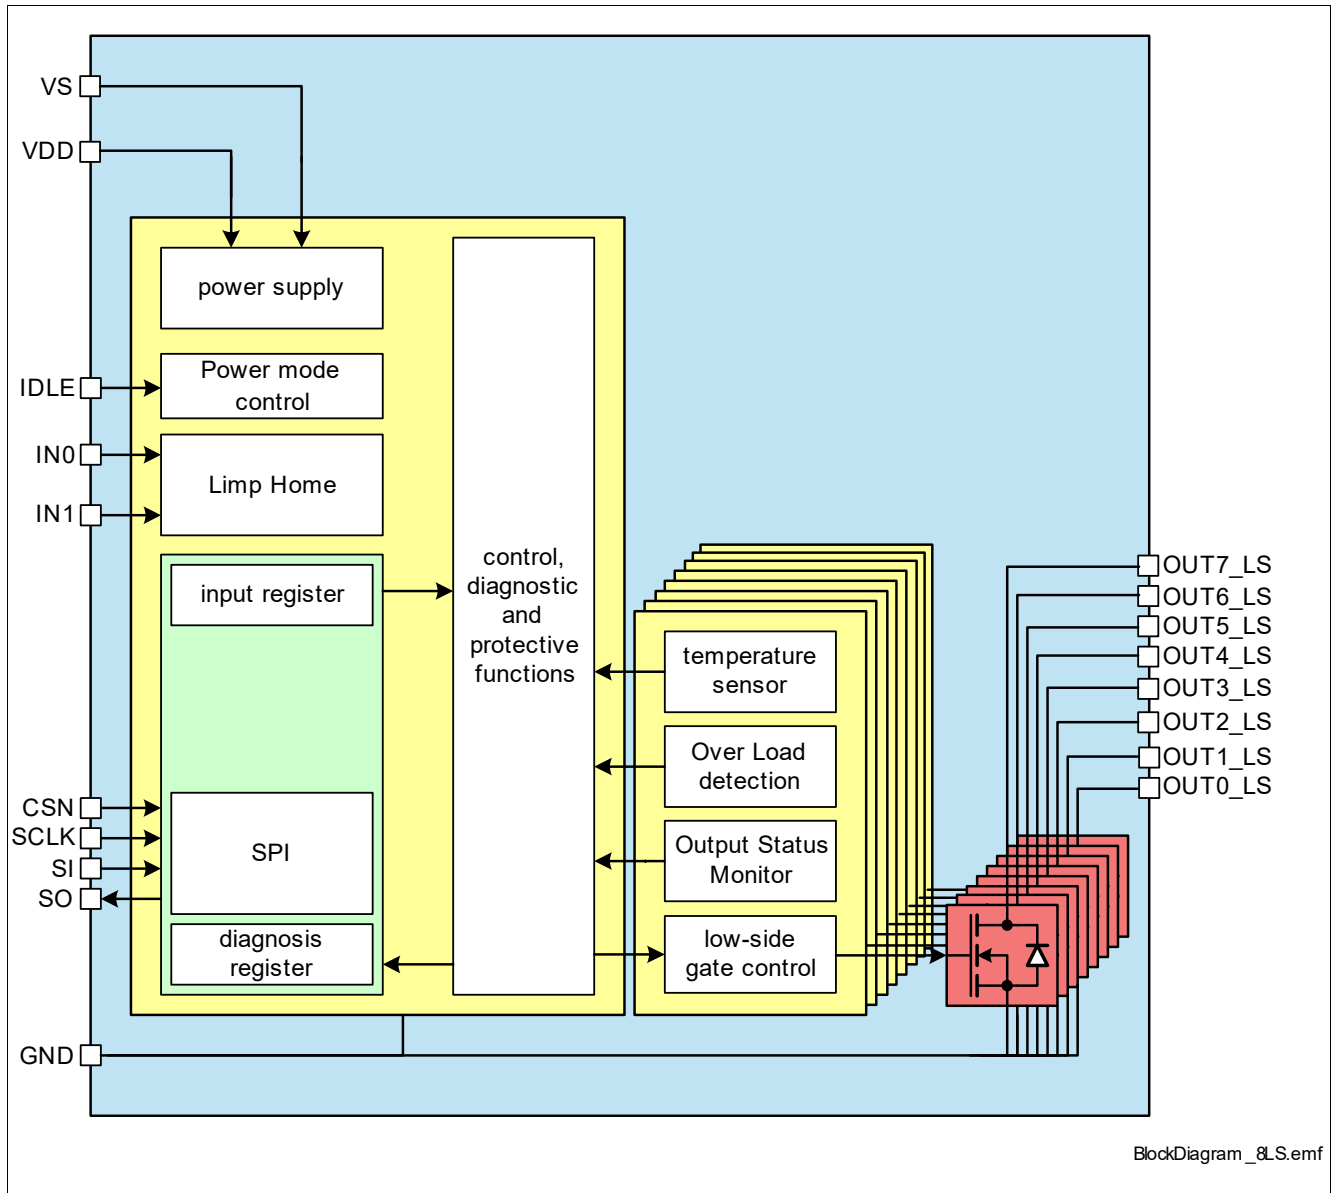 VS
VDD
power supply
IDLE
Power mode
control
IN0
IN1
Limp Home
input register
control,
diagnostic
and
protective
functions
temperature
sensor
Over Load
detection
Output Status
Monitor
low-side
gate control
OUT7_LS
OUT6_LS
OUT5_LS
OUT4_LS
OUT3_LS
OUT2_LS
OUT1_LS
OUT0_LS
CSN
SCLK
SI
SO
SPI
diagnosis
register
GND
BlockDiagram_8LS.emf